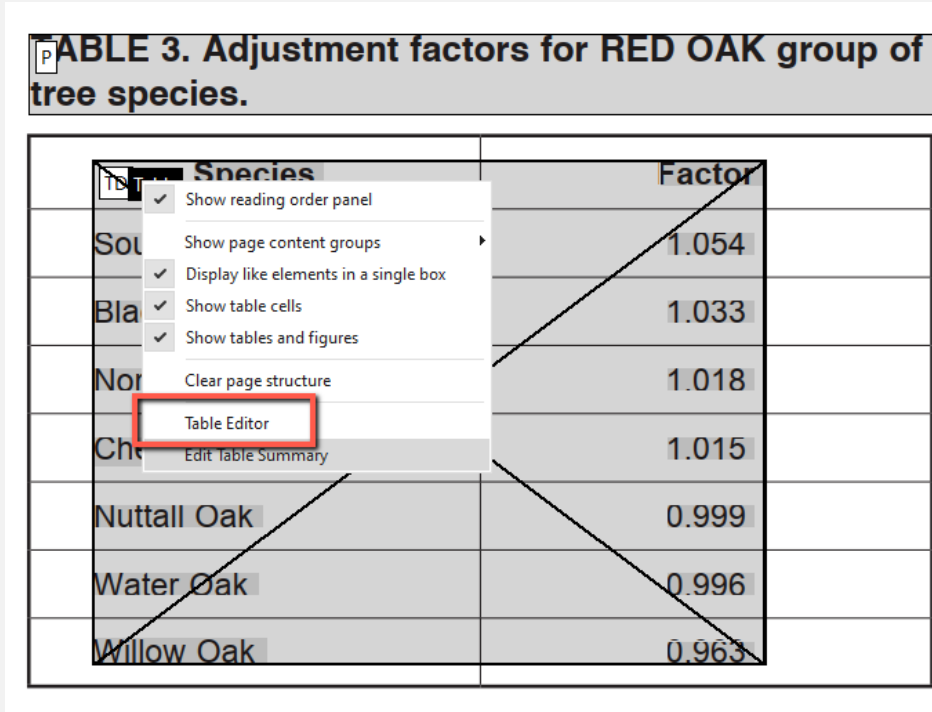 P
TABLE 3. Adjustment factors for RED OAK group of
tree species.
TD
Species Factor
Show reading order panel
Show page content groups
Display like elements in a single box
Show table cells
Show tables and figures
Clear page structure
Table Editor
Edit Table Summary
1.054
1.033
1.018
1.015
Nuttall Oak 0.999
Water Oak 0.996
Willow Oak 0.963